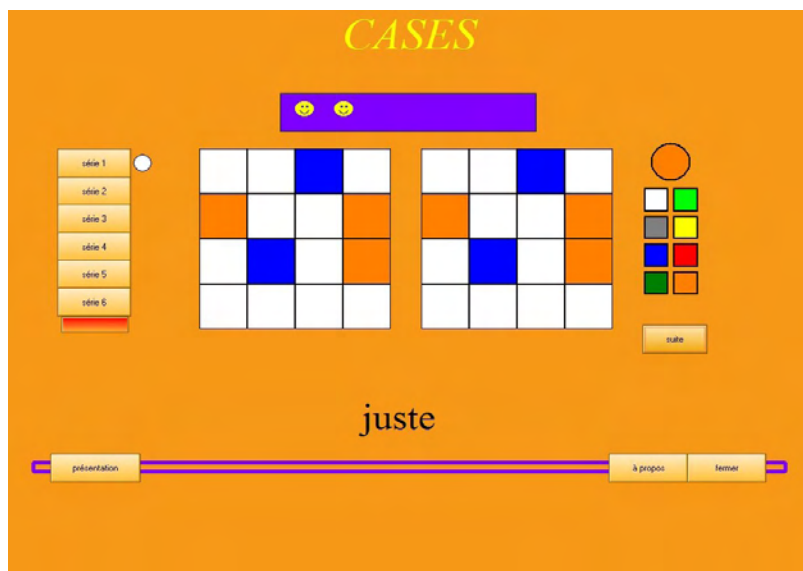 CASES
série 1
série 2
série 3
série 4
série 5
série 6
suite
juste
présentation
à propos
fermer